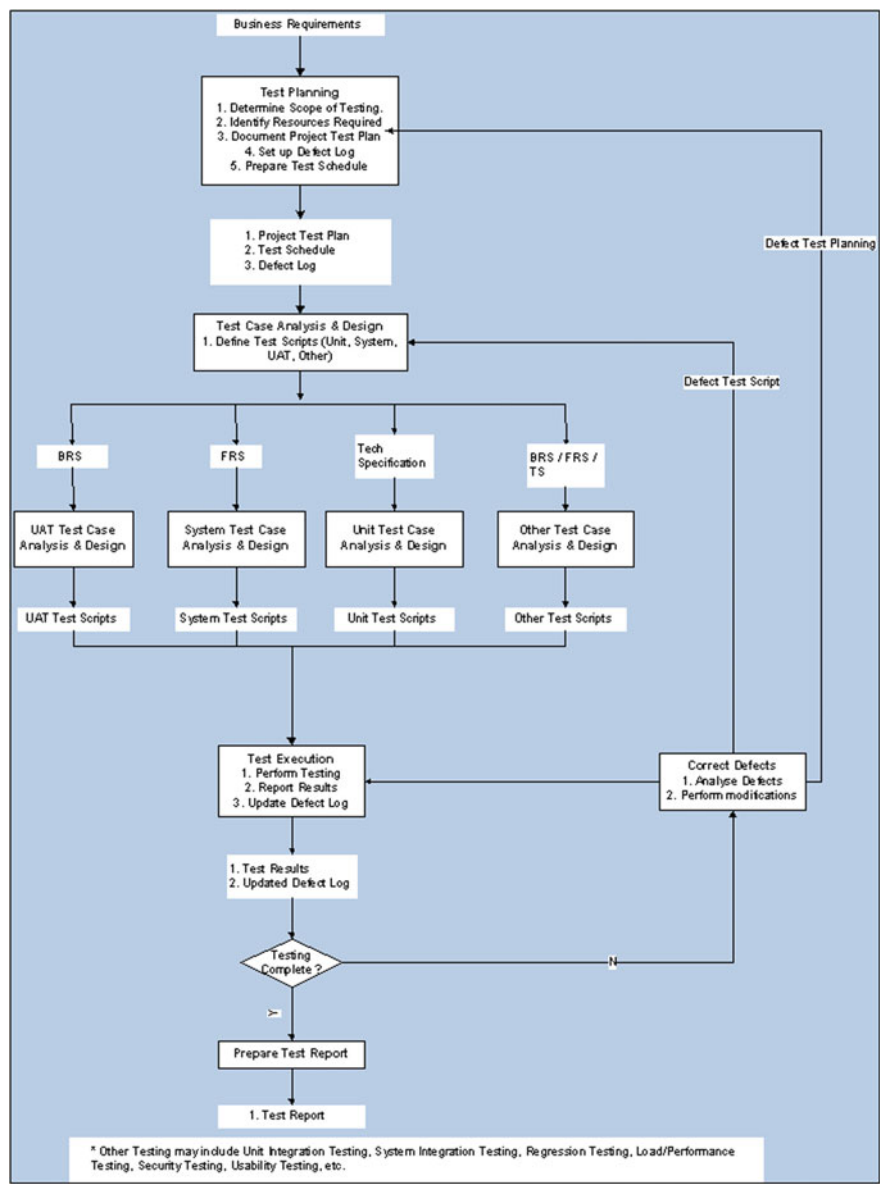 Business Requirements
Test Planning
1. Determine Scope of Testing.
2. Identify Resources Required
3. Document Project Test Plan
4. Set up Defect Log
5. Prepare Test Schedule
1. Project Test Plan
2. Test Schedule
3. Defect Log
Defect Test Planning
Test Case Analysis & Design
1. Define Test Scripts (Unit, System,
UAT, Other)
Defect Test Script
BRS
FRS
Tech
Specification
BRS / FRS /
TS
UAT Test Case
Analysis & Design
System Test Case
Analysis & Design
Unit Test Case
Analysis & Design
Other Test Case
Analysis & Design
UAT Test Scripts
System Test Scripts
Unit Test Scripts
Other Test Scripts
Test Execution
1. Perform Testing
2. Report Results
3. Update Defect Log
Correct Defects
1. Analyse Defects
2. Perform modifications
1. Test Results
2. Updated Defect Log
Testing
Complete ?
N
Y
Prepare Test Report
1. Test Report
* Other Testing may include Unit Integration Testing, System Integration Testing, Regression Testing, Load/Performance
Testing, Security Testing, Usability Testing, etc.